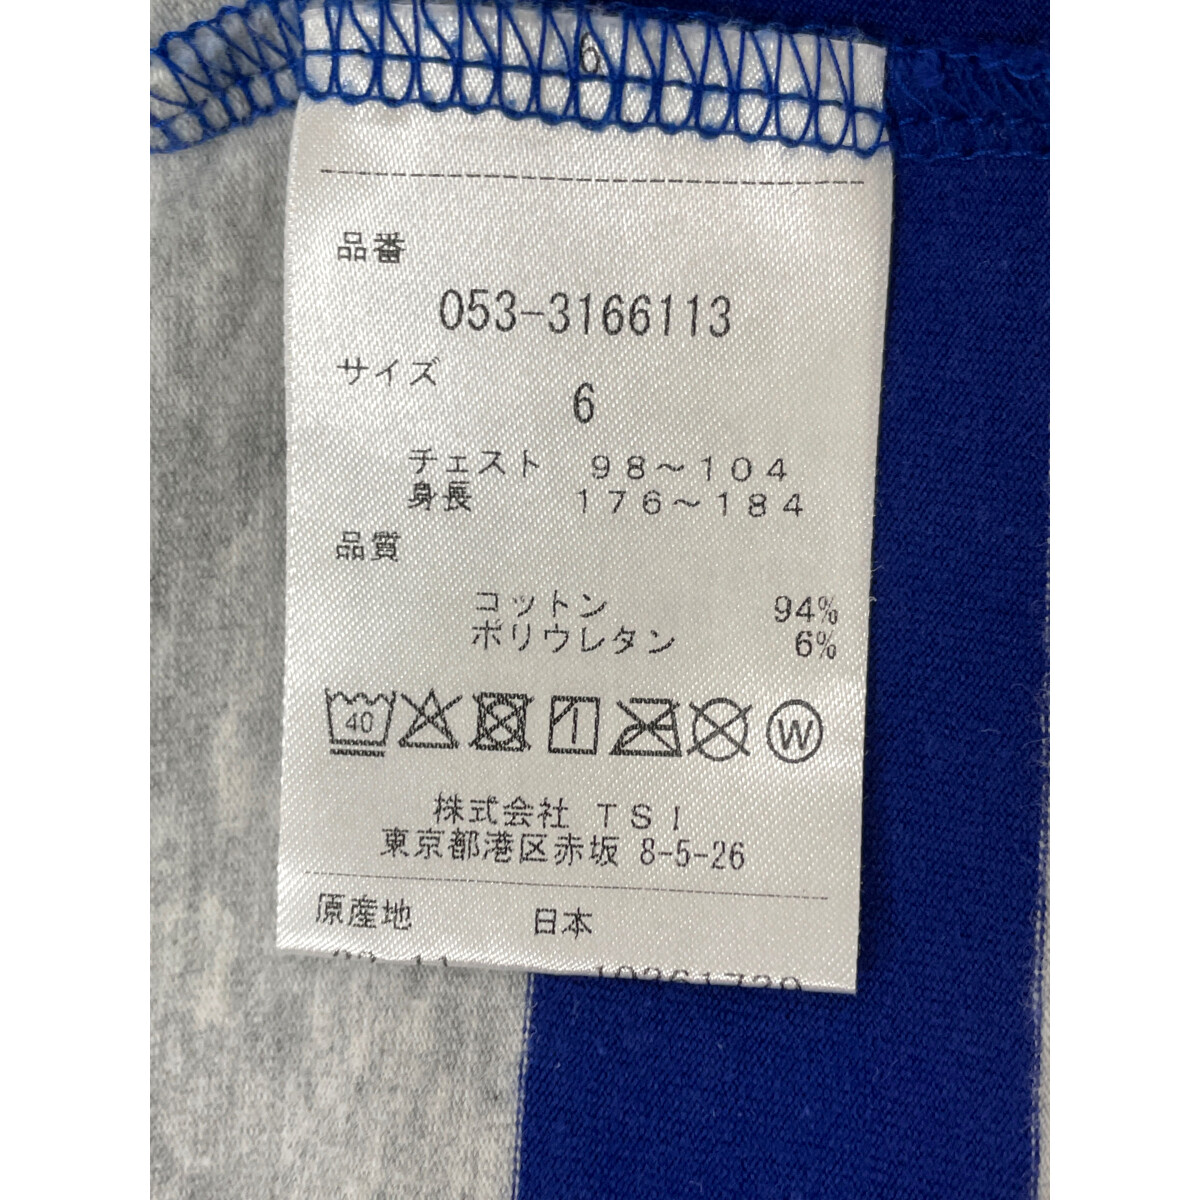 6
品番
053-3166113
サイズ
6
チェスト 98～104
身長 176～184
品質
コットン 94%
ポリウレタン 6%
40 W
株式会社 TSI
東京都港区赤坂 8-5-26
原産地 日本